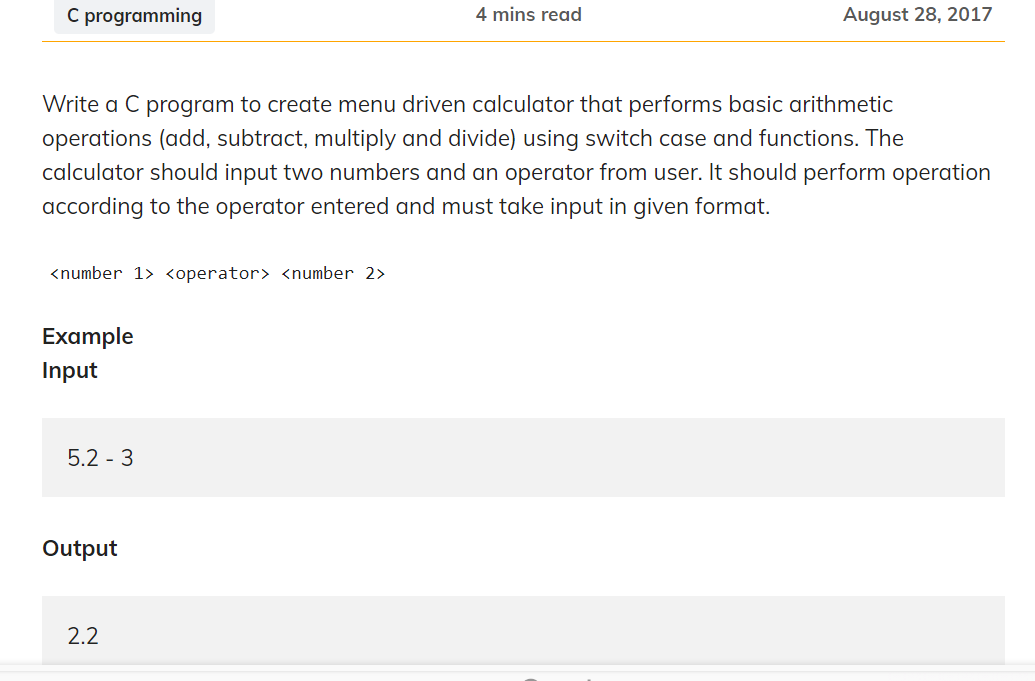 C programming 4 mins read August 28, 2017
Write a C program to create menu driven calculator that performs basic arithmetic
operations (add, subtract, multiply and divide) using switch case and functions. The
calculator should input two numbers and an operator from user. It should perform operation
according to the operator entered and must take input in given format.
<number 1> <operator> <number 2>
Example
Input
5.2 - 3
Output
2.2